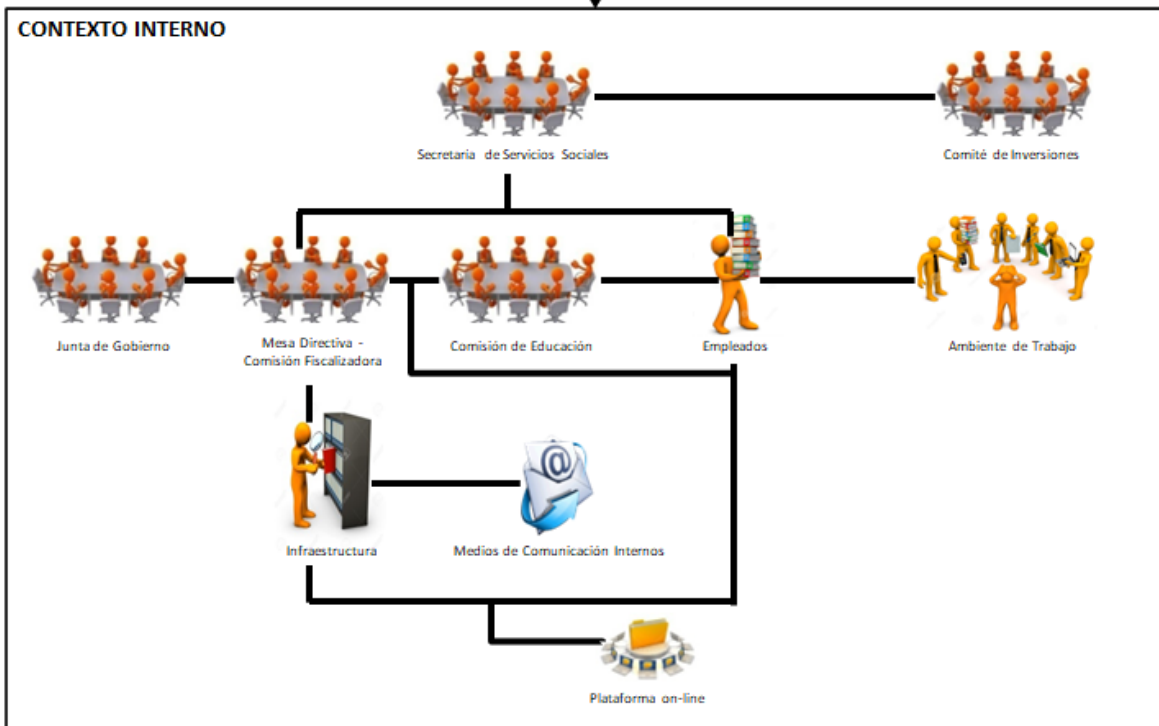 CONTEXTO INTERNO
Secretaria de Servicios Sociales
Comité de Inversiones
Junta de Gobierno
Mesa Directiva -
Comisión Fiscalizadora
Comisión de Educación
Empleados
Ambiente de Trabajo
Infraestructura
Medios de Comunicación Internos
Plataforma on-line